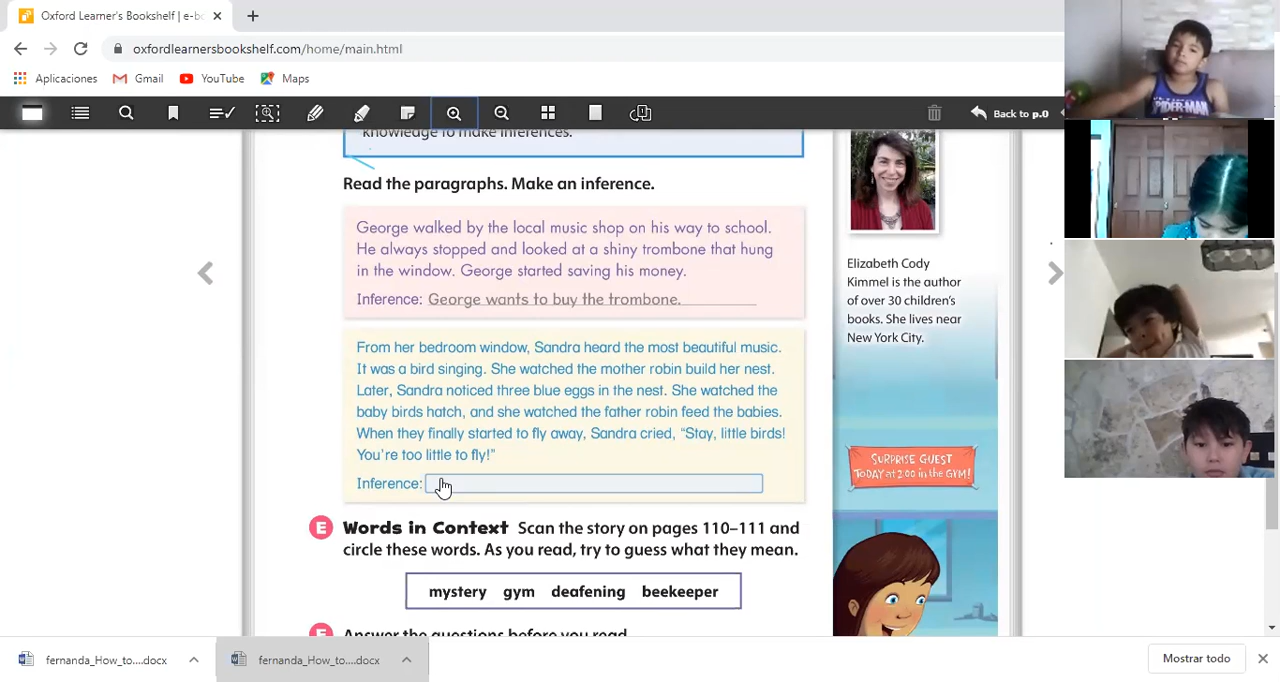 Oxford Learner's Bookshelf | e-bo
oxfordlearnersbookshelf.com/home/main.html
Aplicaciones
Gmail
YouTube
Maps
Back to p.0
knowledge to make inferences.
Read the paragraphs. Make an inference.
George walked by the local music shop on his way to school.
He always stopped and looked at a shiny trombone that hung
in the window. George started saving his money.
Inference: George wants to buy the trombone.
From her bedroom window, Sandra heard the most beautiful music.
It was a bird singing. She watched the mother robin build her nest.
Later, Sandra noticed three blue eggs in the nest. She watched the
baby birds hatch, and she watched the father robin feed the babies.
When they finally started to fly away, Sandra cried, “Stay, little birds!
You're too little to fly!”
Inference:
E Words in Context Scan the story on pages 110–111 and
circle these words. As you read, try to guess what they mean.
mystery gym deafening beekeeper
F Answer the questions before you read.
Elizabeth Cody
Kimmel is the author
of over 30 children's
books. She lives near
New York City.
SURPRISE GUEST
TODAY at 2:00 in the GYM!
SPIDER-MAN
fernanda_How_to....docx
fernanda_How_to....docx
Mostrar todo